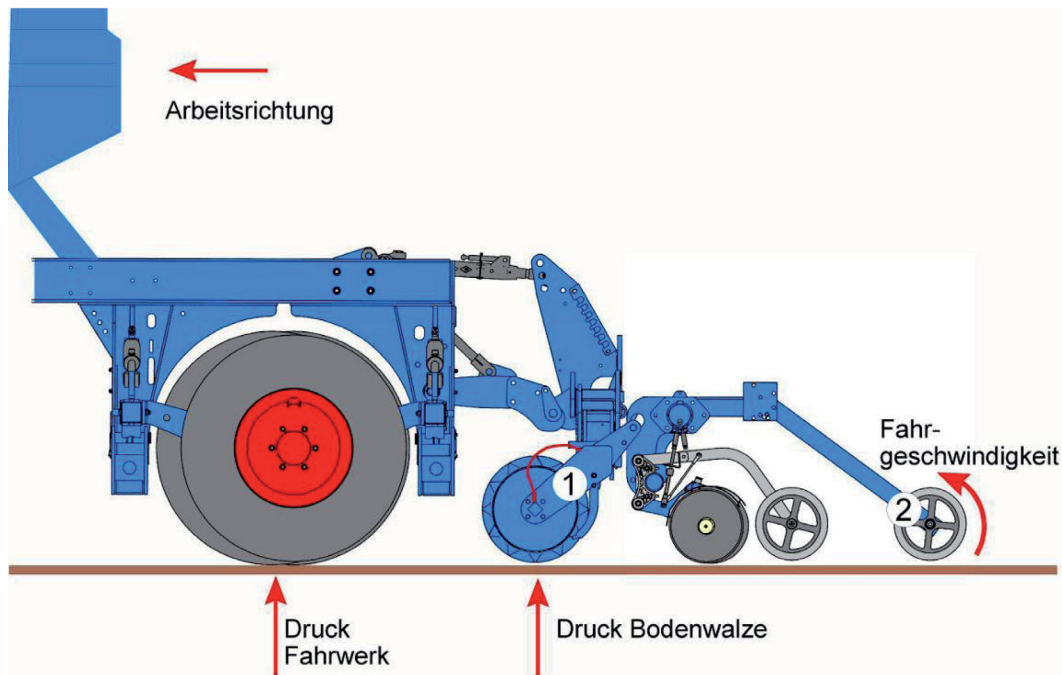 Arbeitsrichtung
Fahr-
geschwindigkeit
1
2
Druck
Fahrwerk
Druck Bodenwalze